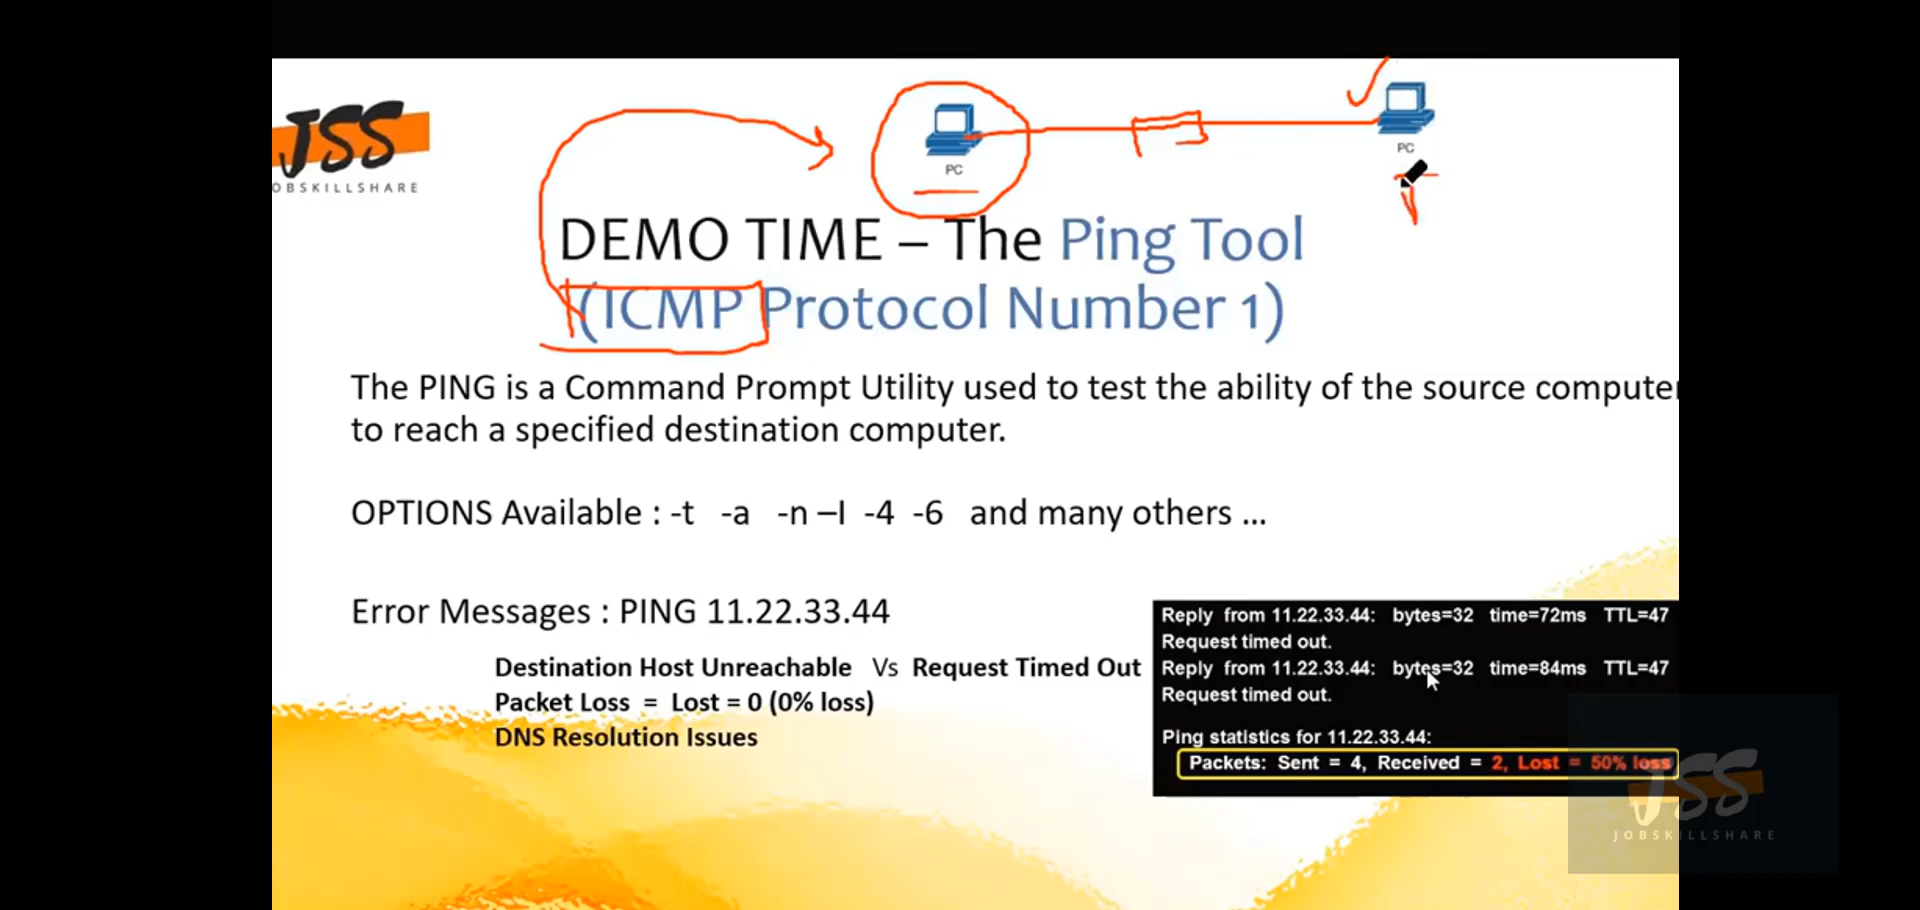 JSS
OBSKILLSHARE
PC
PC
DEMO TIME – The Ping Tool
(ICMP Protocol Number 1)
The PING is a Command Prompt Utility used to test the ability of the source compute
to reach a specified destination computer.
OPTIONS Available : -t -a -n –I -4 -6 and many others ...
Error Messages : PING 11.22.33.44
Destination Host Unreachable Vs Request Timed Out
Packet Loss = Lost = 0 (0% loss)
DNS Resolution Issues
Reply from 11.22.33.44: bytes=32 time=72ms TTL=47
Request timed out.
Reply from 11.22.33.44: bytes=32 time=84ms TTL=47
Request timed out.
Ping statistics for 11.22.33.44:
Packets: Sent = 4, Received = 2, Lost = 50% loss
JSS
JOBSKILLSHARE